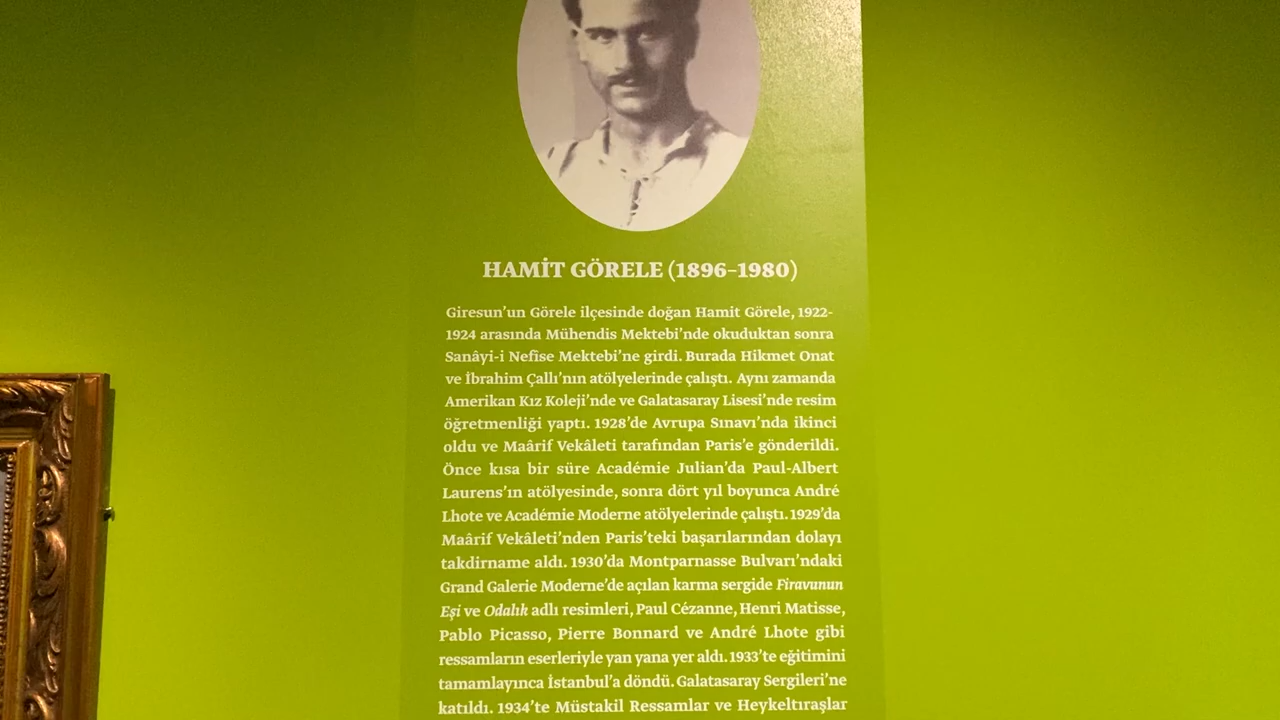 HAMİT GÖRELE (1896–1980)
Giresun’un Görele ilçesinde doğan Hamit Görele, 1922-
1924 arasında Mühendis Mektebi’nde okuduktan sonra
Sanâyi-i Nefîse Mektebi’ne girdi. Burada Hikmet Onat
ve İbrahim Çallı’nın atölyelerinde çalıştı. Aynı zamanda
Amerikan Kız Koleji’nde ve Galatasaray Lisesi’nde resim
öğretmenliği yaptı. 1928’de Avrupa Sınavı’nda ikinci
oldu ve Maârif Vekâleti tarafından Paris’e gönderildi.
Önce kısa bir süre Académie Julian’da Paul-Albert
Laurens’ın atölyesinde, sonra dört yıl boyunca André
Lhote ve Académie Moderne atölyelerinde çalıştı. 1929’da
Maârif Vekâleti’nden Paris’teki başarılarından dolayı
takdirname aldı. 1930’da Montparnasse Bulvarı’ndaki
Grand Galerie Moderne’de açılan karma sergide Firavunun
Eşi ve Odalık adlı resimleri, Paul Cézanne, Henri Matisse,
Pablo Picasso, Pierre Bonnard ve André Lhote gibi
ressamların eserleriyle yan yana yer aldı. 1933’te eğitimini
tamamlayınca İstanbul’a döndü. Galatasaray Sergileri’ne
katıldı. 1934’te Müstakil Ressamlar ve Heykeltıraşlar